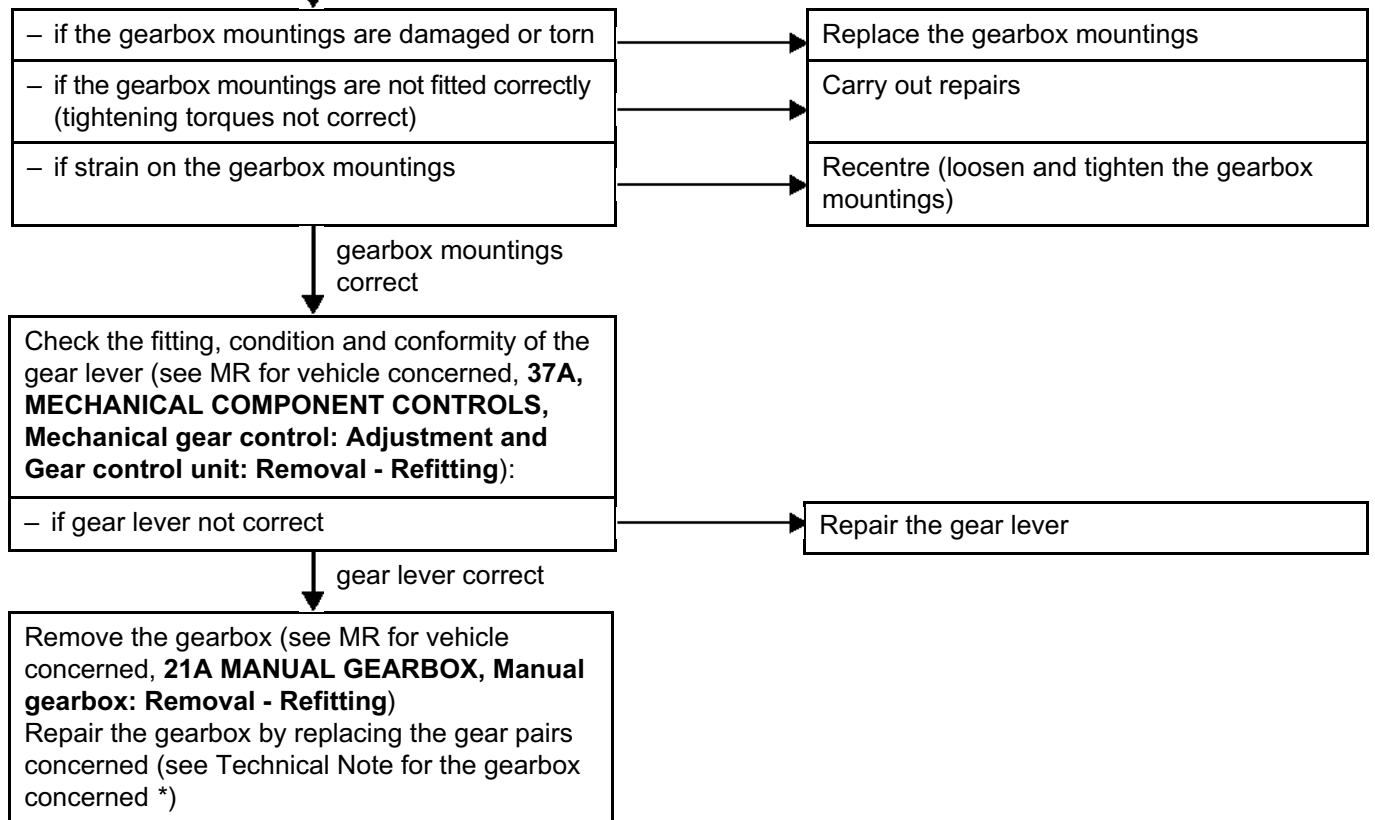 – if the gearbox mountings are damaged or torn
Replace the gearbox mountings
– if the gearbox mountings are not fitted correctly
(tightening torques not correct)
Carry out repairs
– if strain on the gearbox mountings
Recentre (loosen and tighten the gearbox
mountings)
gearbox mountings
correct
Check the fitting, condition and conformity of the
gear lever (see MR for vehicle concerned, 37A,
MECHANICAL COMPONENT CONTROLS,
Mechanical gear control: Adjustment and
Gear control unit: Removal - Refitting):
– if gear lever not correct
Repair the gear lever
gear lever correct
Remove the gearbox (see MR for vehicle
concerned, 21A MANUAL GEARBOX, Manual
gearbox: Removal - Refitting)
Repair the gearbox by replacing the gear pairs
concerned (see Technical Note for the gearbox
concerned *)